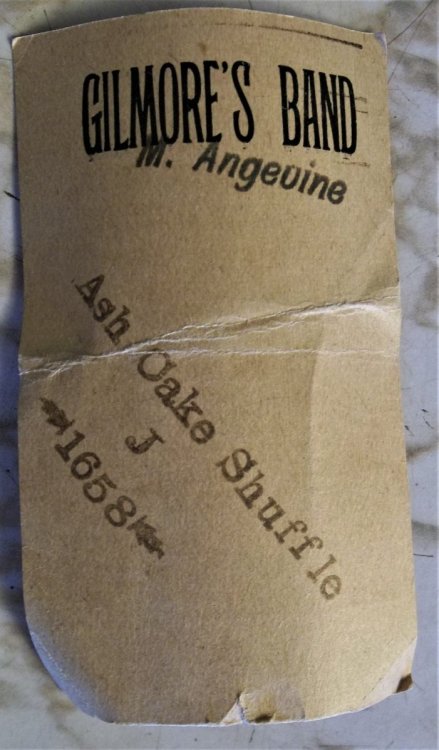 GILMORE'S BAND
M. Angevine
Ash Cake Shuffle
J
1658